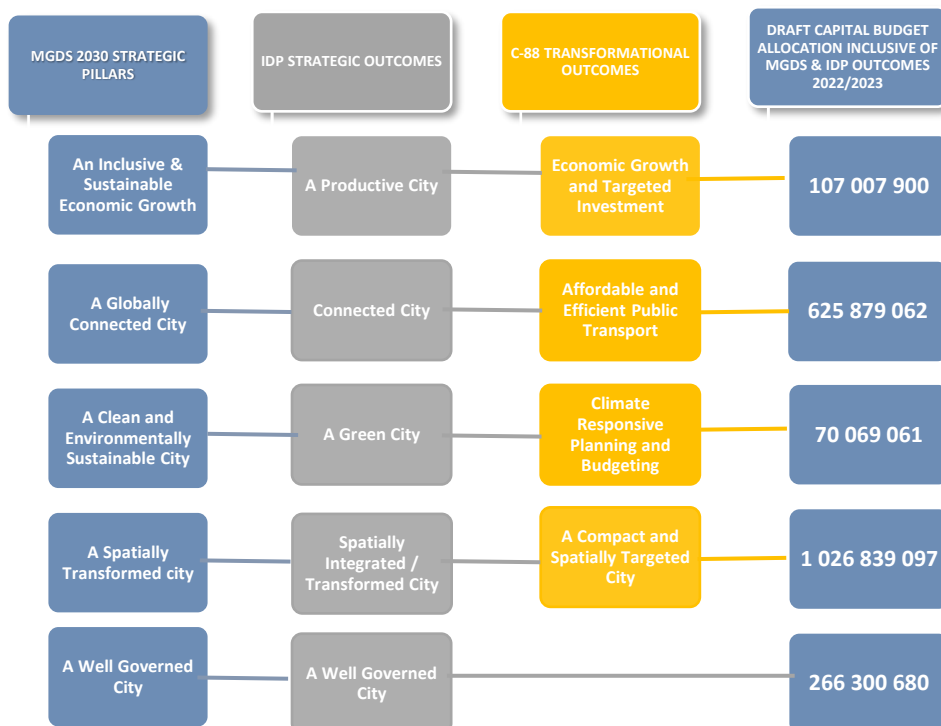 MGDS 2030 STRATEGIC
PILLARS
IDP STRATEGIC OUTCOMES
C-88 TRANSFORMATIONAL
OUTCOMES
DRAFT CAPITAL BUDGET
ALLOCATION INCLUSIVE OF
MGDS & IDP OUTCOMES
2022/2023
An Inclusive &
Sustainable
Economic Growth
A Productive City
Economic Growth
and Targeted
Investment
107 007 900
A Globally
Connected City
Connected City
Affordable and
Efficient Public
Transport
625 879 062
A Clean and
Environmentally
Sustainable City
A Green City
Climate
Responsive
Planning and
Budgeting
70 069 061
A Spatially
Transformed city
Spatially
Integrated /
Transformed City
A Compact and
Spatially Targeted
City
1 026 839 097
A Well Governed
City
A Well Governed
City
266 300 680